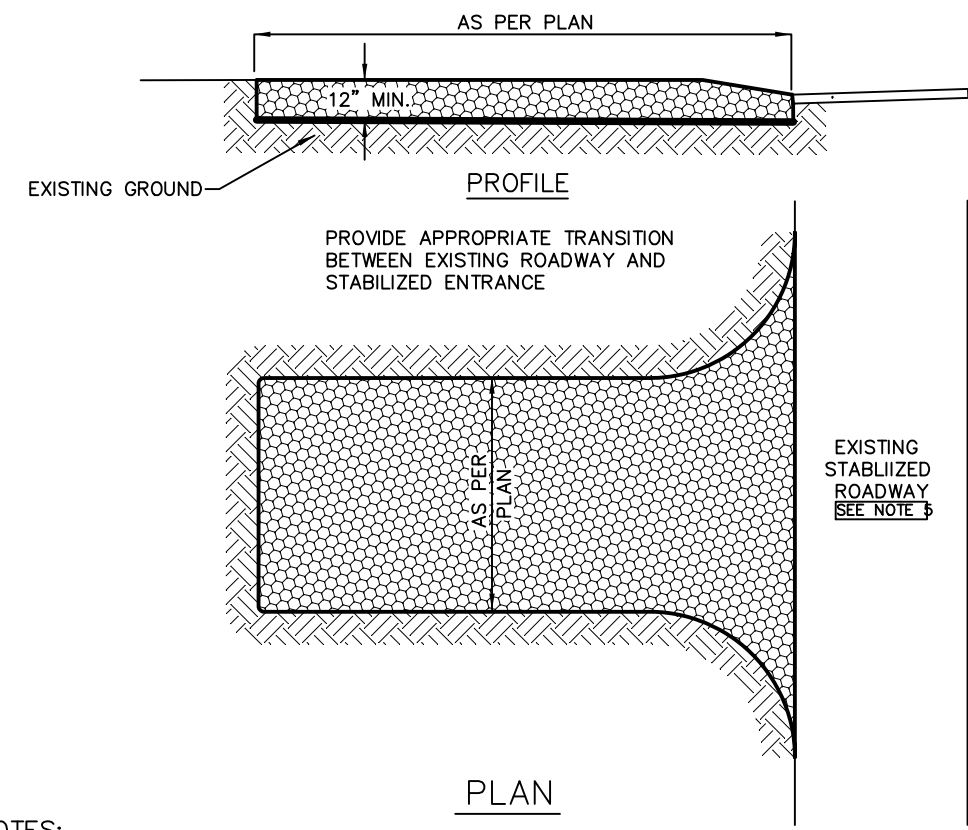 AS PER PLAN
12" MIN.
EXISTING GROUND
PROFILE
PROVIDE APPROPRIATE TRANSITION
BETWEEN EXISTING ROADWAY AND
STABILIZED ENTRANCE
AS PER
PLAN
EXISTING
STABLIIZED
ROADWAY
SEE NOTE 5
PLAN